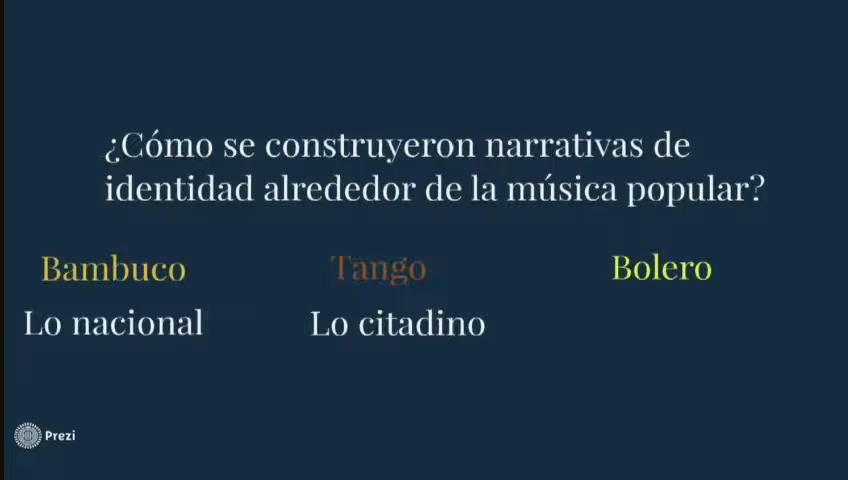 ¿Cómo se construyeron narrativas de
identidad alrededor de la música popular?
Bambuco
Tango
Bolero
Lo nacional
Lo citadino
Prezi